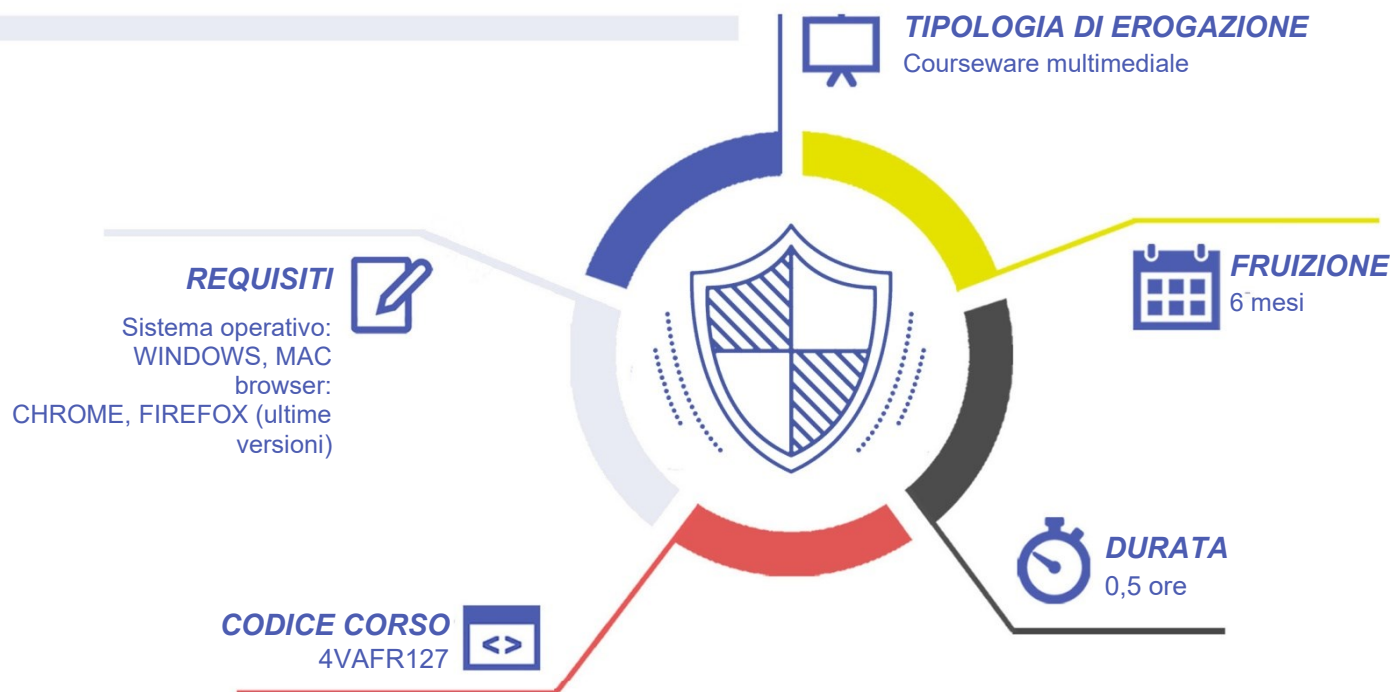 TIPOLOGIA DI EROGAZIONE
Courseware multimediale
REQUISITI
Sistema operativo:
WINDOWS, MAC
browser:
CHROME, FIREFOX (ultime
versioni)
FRUIZIONE
6 mesi
DURATA
0,5 ore
CODICE CORSO
4VAFR127
<>